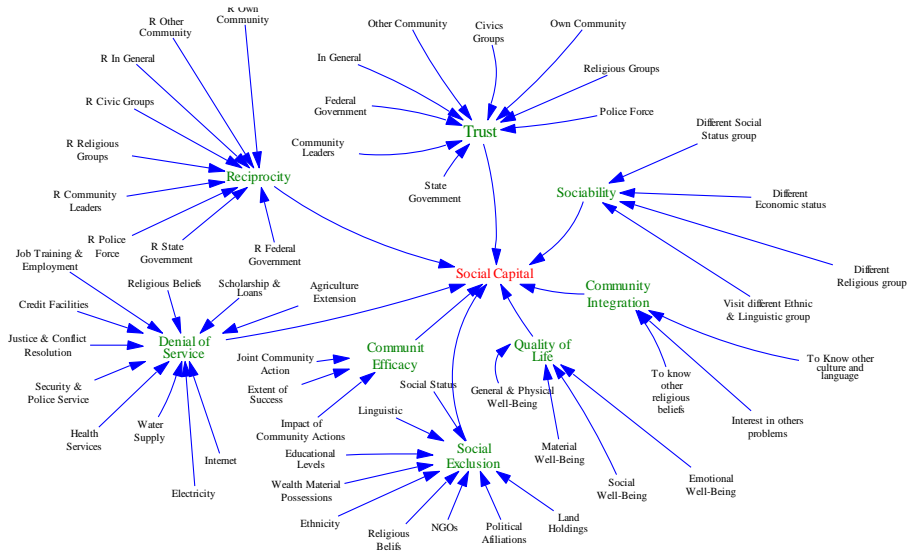 R Own
Community
R Other
Community
R In General
R Civic Groups
R Religious
Groups
R Community
Leaders
R Police
Force
R State
Government
R Federal
Government
Reciprocity
Other
Community
Civics
Groups
Own Community
In General
Religious Groups
Federal
Government
Police Force
Community
Leaders
State
Government
Trust
Different Social
Status group
Different
Economic status
Different
Religious group
Visit different Ethnic
& Linguistic group
Sociability
Social Capital
Community
Integration
To Know other
culture and
language
To know
other
religious
beliefs
Interest in others
problems
Job Training &
Employment
Religious Beliefs
Scholarship &
Loans
Agriculture
Extension
Credit Facilities
Justice & Conflict
Resolution
Security &
Police Service
Health
Services
Water
Supply
Electricity
Internet
Denial of
Service
Joint Community
Action
Extent of
Success
Impact of
Community Actions
Communit
Efficacy
Quality of
Life
General & Physical
Well-Being
Material
Well-Being
Social
Well-Being
Emotional
Well-Being
Social Status
Linguistic
Educational
Levels
Wealth Material
Possessions
Ethnicity
Religious
Belifs
NGOs
Political
Afiliations
Land
Holdings
Social
Exclusion